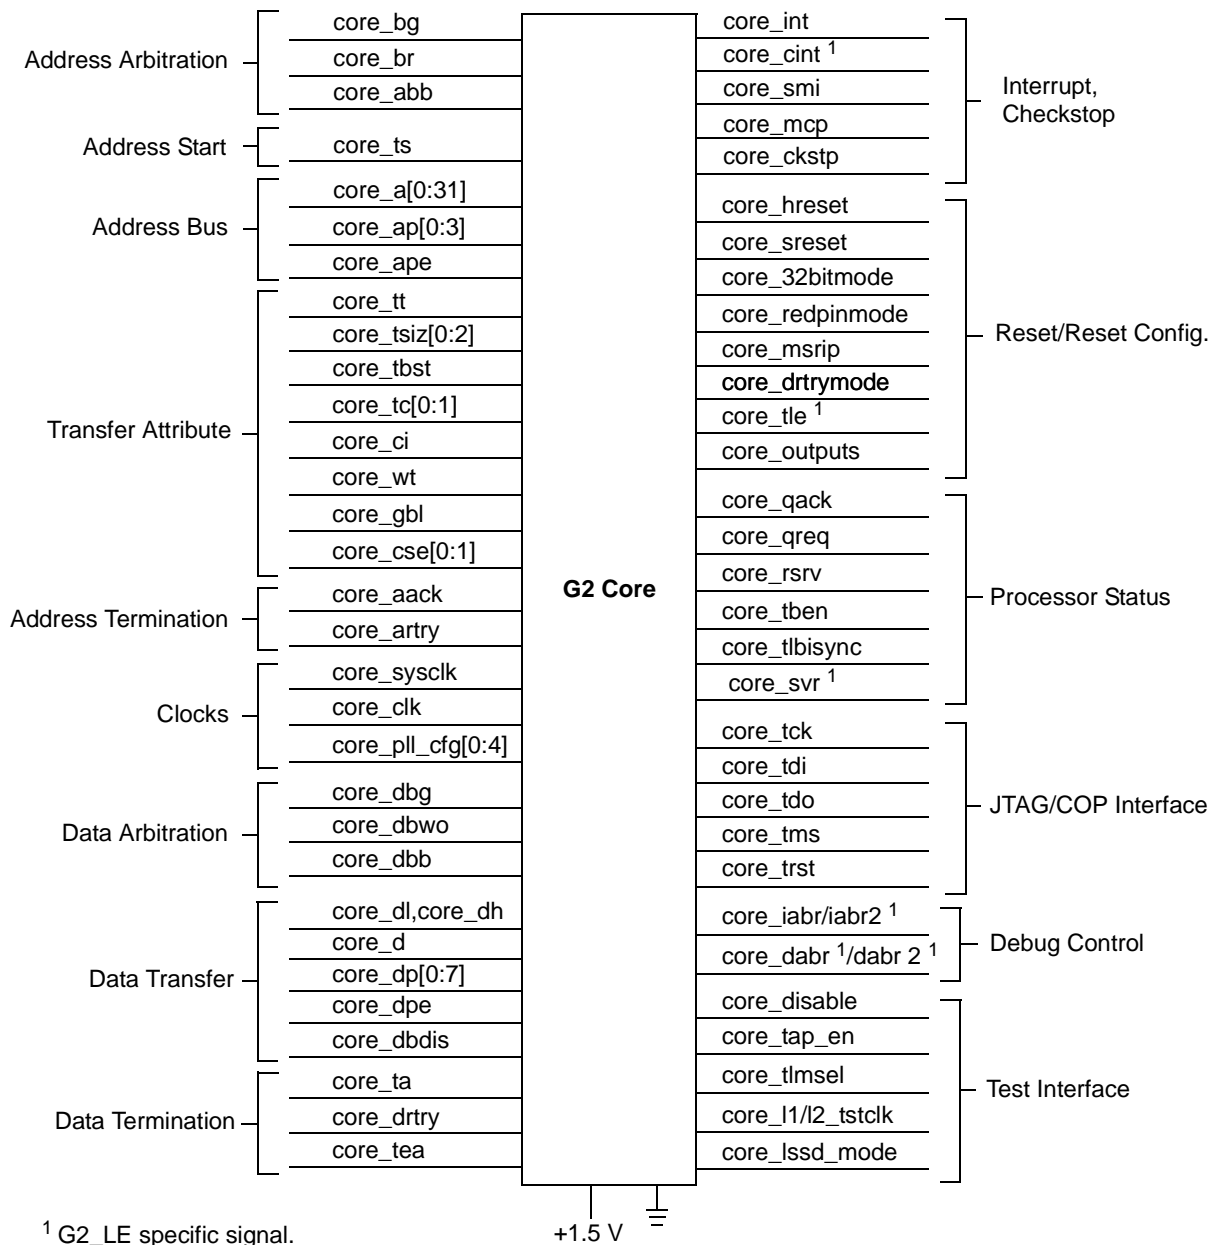 Address Arbitration
core_bg
core_br
core_abb
Address Start
core_ts
Address Bus
core_a[0:31]
core_ap[0:3]
core_ape
Transfer Attribute
core_tt
core_tsiz[0:2]
core_tbst
core_tc[0:1]
core_ci
core_wt
core_gbl
core_cse[0:1]
Address Termination
core_aack
core_artry
Clocks
core_sysclk
core_clk
core_pll_cfg[0:4]
Data Arbitration
core_dbg
core_dbwo
core_dbb
Data Transfer
core_dl,core_dh
core_d
core_dp[0:7]
core_dpe
core_dbdis
Data Termination
core_ta
core_drtry
core_tea
G2 Core
core_int
core_cint 1
core_smi
core_mcp
core_ckstp
Interrupt,
Checkstop
core_hreset
core_sreset
core_32bitmode
core_redpinmode
core_msrip
core_drtrymode
core_tle 1
core_outputs
Reset/Reset Config.
core_qack
core_qreq
core_rsrv
core_tben
core_tlbisync
core_svr 1
Processor Status
core_tck
core_tdi
core_tdo
core_tms
core_trst
JTAG/COP Interface
core_iabr/iabr2 1
core_dabr 1/dabr 2 1
Debug Control
core_disable
core_tap_en
core_tlmsel
core_l1/l2_tstclk
core_lssd_mode
Test Interface
+1.5 V
1 G2_LE specific signal.